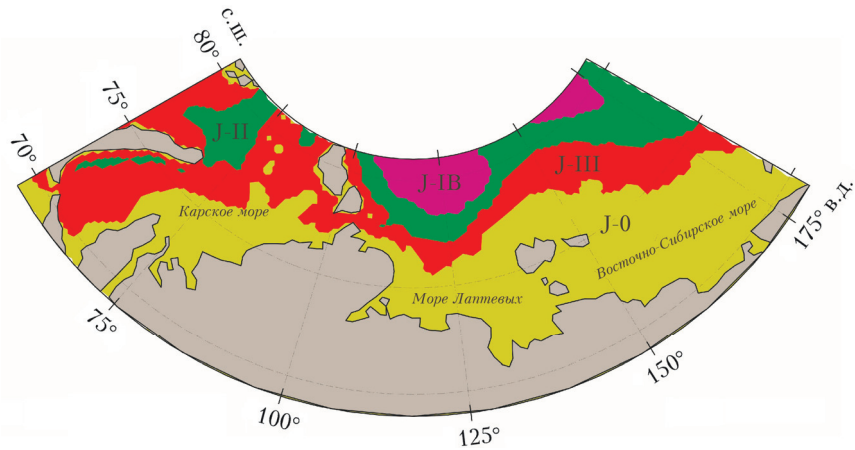 с.ш.
80°
75°
70°
J-II
J-IB
J-III
J-0
Карское море
Море Лаптевых
Восточно-Сибирское море
75°
100°
125°
150°
175° в.д.